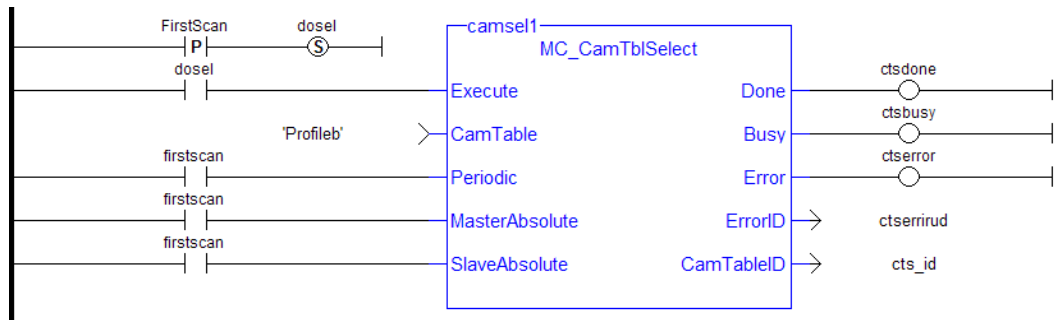 FirstScan dosel camsel1
P S MC_CamTblSelect
dosel ctsdone
Execute Done
ctsbusy
'Profileb' CamTable Busy
firstscan ctserror
Periodic Error
firstscan
MasterAbsolute ErrorID ctserrirud
firstscan
SlaveAbsolute CamTableID cts_id